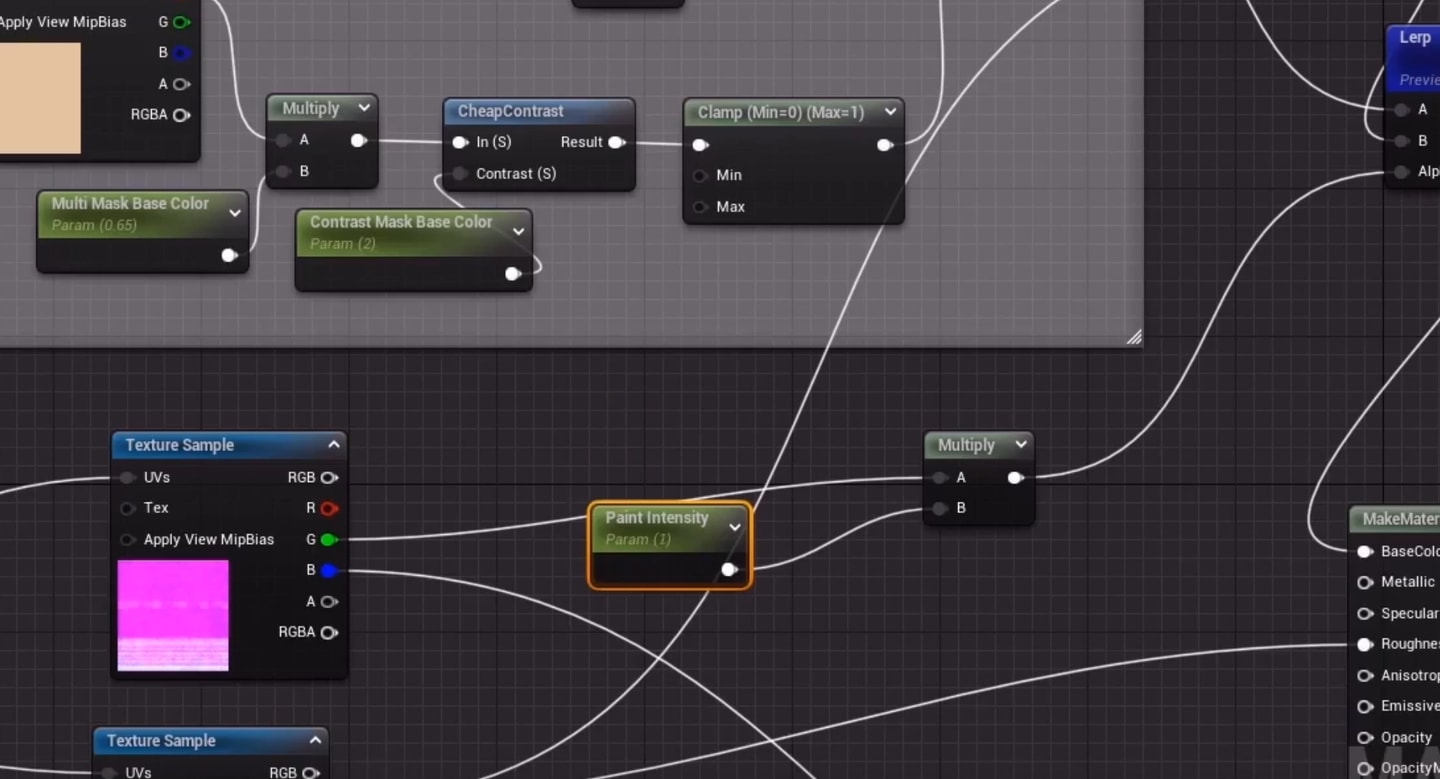 Apply View MipBias
G
B
A
RGBA
Multiply
A
B
CheapContrast
In (S)
Result
Contrast (S)
Clamp (Min=0) (Max=1)
Min
Max
Lerp
Previe
A
B
Alp
Multi Mask Base Color
Param (0.65)
Contrast Mask Base Color
Param (2)
Texture Sample
UVs
RGB
Tex
R
Apply View MipBias
G
B
A
RGBA
Paint Intensity
Param (1)
Multiply
A
B
MakeMater
BaseColo
Metallic
Specular
Roughnes
Anisotrop
Emissive
Opacity
OpacityM
Texture Sample
UVs
RGB